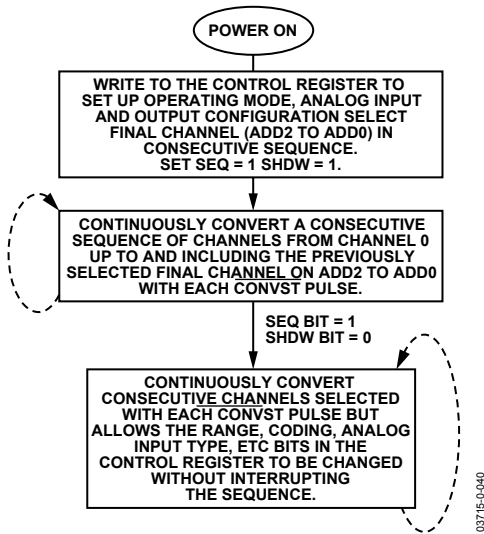 POWER ON
WRITE TO THE CONTROL REGISTER TO
SET UP OPERATING MODE, ANALOG INPUT
AND OUTPUT CONFIGURATION SELECT
FINAL CHANNEL (ADD2 TO ADD0) IN
CONSECUTIVE SEQUENCE.
SET SEQ = 1 SHDW = 1.
CONTINUOUSLY CONVERT A CONSECUTIVE
SEQUENCE OF CHANNELS FROM CHANNEL 0
UP TO AND INCLUDING THE PREVIOUSLY
SELECTED FINAL CHANNEL ON ADD2 TO ADD0
WITH EACH CONVST PULSE.
SEQ BIT = 1
SHDW BIT = 0
CONTINUOUSLY CONVERT
CONSECUTIVE CHANNELS SELECTED
WITH EACH CONVST PULSE BUT
ALLOWS THE RANGE, CODING, ANALOG
INPUT TYPE, ETC BITS IN THE
CONTROL REGISTER TO BE CHANGED
WITHOUT INTERRUPTING
THE SEQUENCE.
03715-0-040